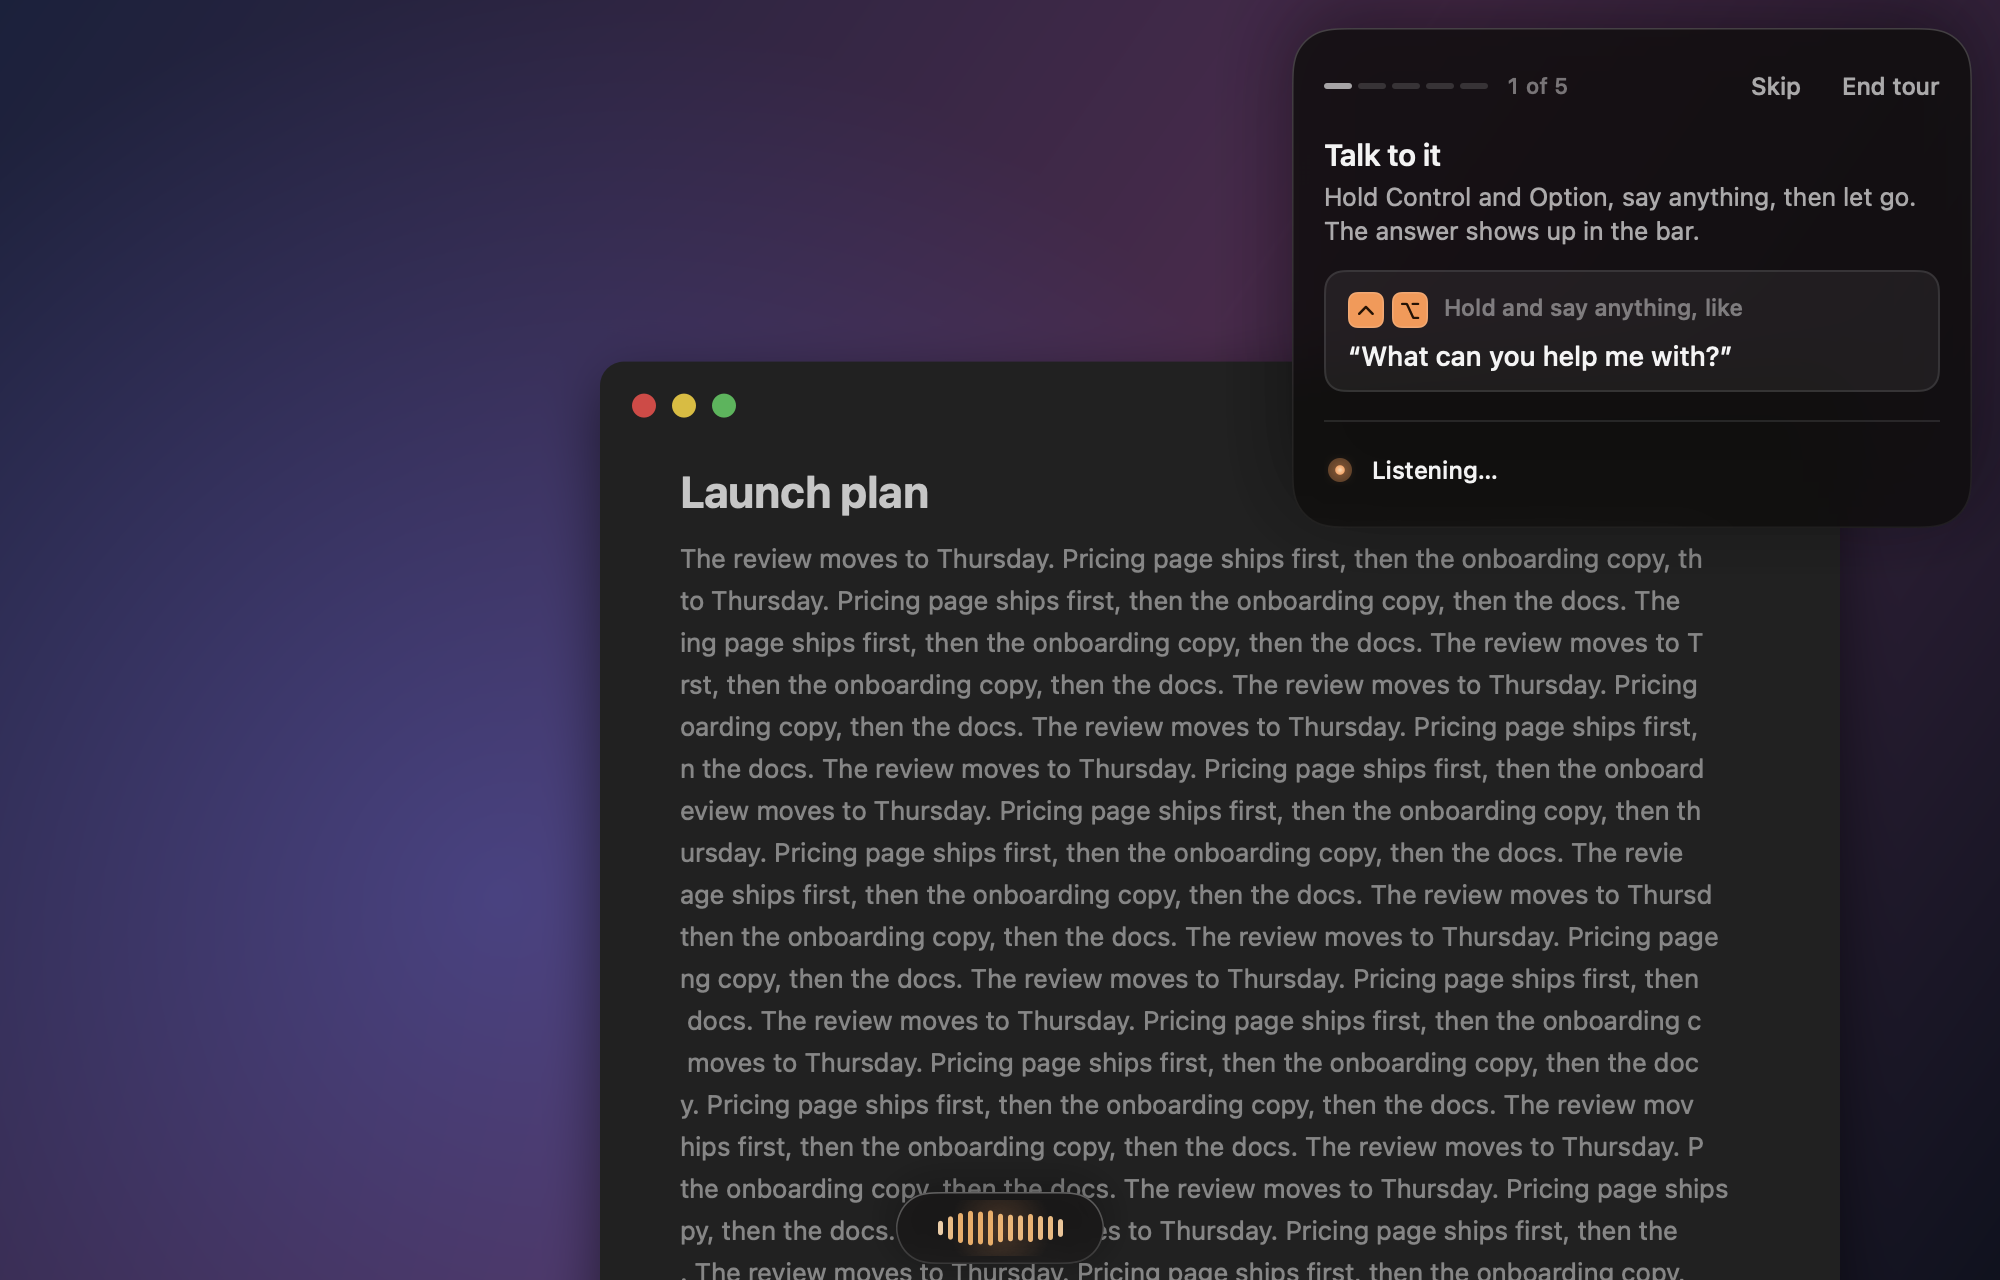 1 of 5
Skip
End tour
Talk to it
Hold Control and Option, say anything, then let go.
The answer shows up in the bar.
Hold and say anything, like
“What can you help me with?”
Listening...
Launch plan
The review moves to Thursday. Pricing page ships first, then the onboarding copy, th
to Thursday. Pricing page ships first, then the onboarding copy, then the docs. The
ing page ships first, then the onboarding copy, then the docs. The review moves to T
rst, then the onboarding copy, then the docs. The review moves to Thursday. Pricing
oarding copy, then the docs. The review moves to Thursday. Pricing page ships first,
n the docs. The review moves to Thursday. Pricing page ships first, then the onboard
eview moves to Thursday. Pricing page ships first, then the onboarding copy, then th
ursday. Pricing page ships first, then the onboarding copy, then the docs. The revie
age ships first, then the onboarding copy, then the docs. The review moves to Thursd
then the onboarding copy, then the docs. The review moves to Thursday. Pricing page
ng copy, then the docs. The review moves to Thursday. Pricing page ships first, then
docs. The review moves to Thursday. Pricing page ships first, then the onboarding c
moves to Thursday. Pricing page ships first, then the onboarding copy, then the doc
y. Pricing page ships first, then the onboarding copy, then the docs. The review mov
hips first, then the onboarding copy, then the docs. The review moves to Thursday. P
the onboarding copy, then the docs. The review moves to Thursday. Pricing page ships
py, then the docs. es to Thursday. Pricing page ships first, then the
. The review moves to Thursday. Pricing page ships first, then the onboarding copy,